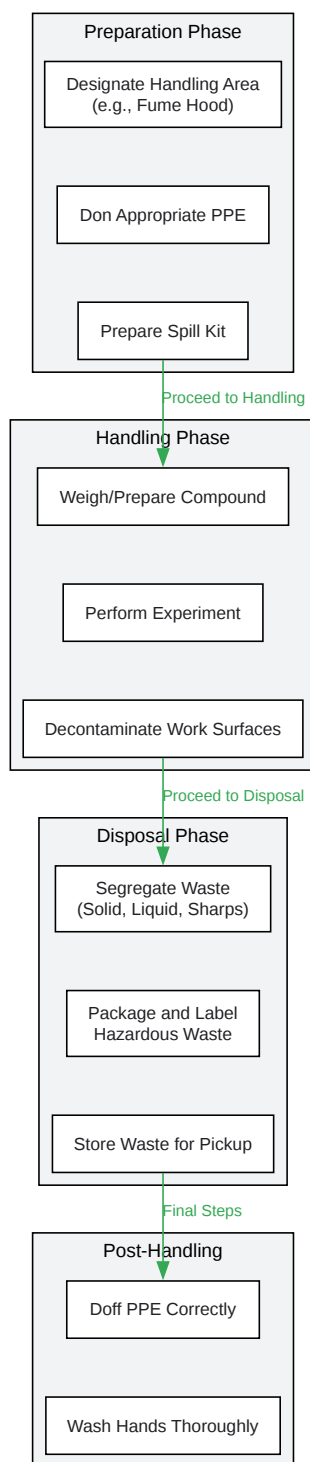 Preparation Phase
Designate Handling Area
(e.g., Fume Hood)
Don Appropriate PPE
Prepare Spill Kit
Proceed to Handling
Handling Phase
Weigh/Prepare Compound
Perform Experiment
Decontaminate Work Surfaces
Proceed to Disposal
Disposal Phase
Segregate Waste
(Solid, Liquid, Sharps)
Package and Label
Hazardous Waste
Store Waste for Pickup
Final Steps
Post-Handling
Doff PPE Correctly
Wash Hands Thoroughly